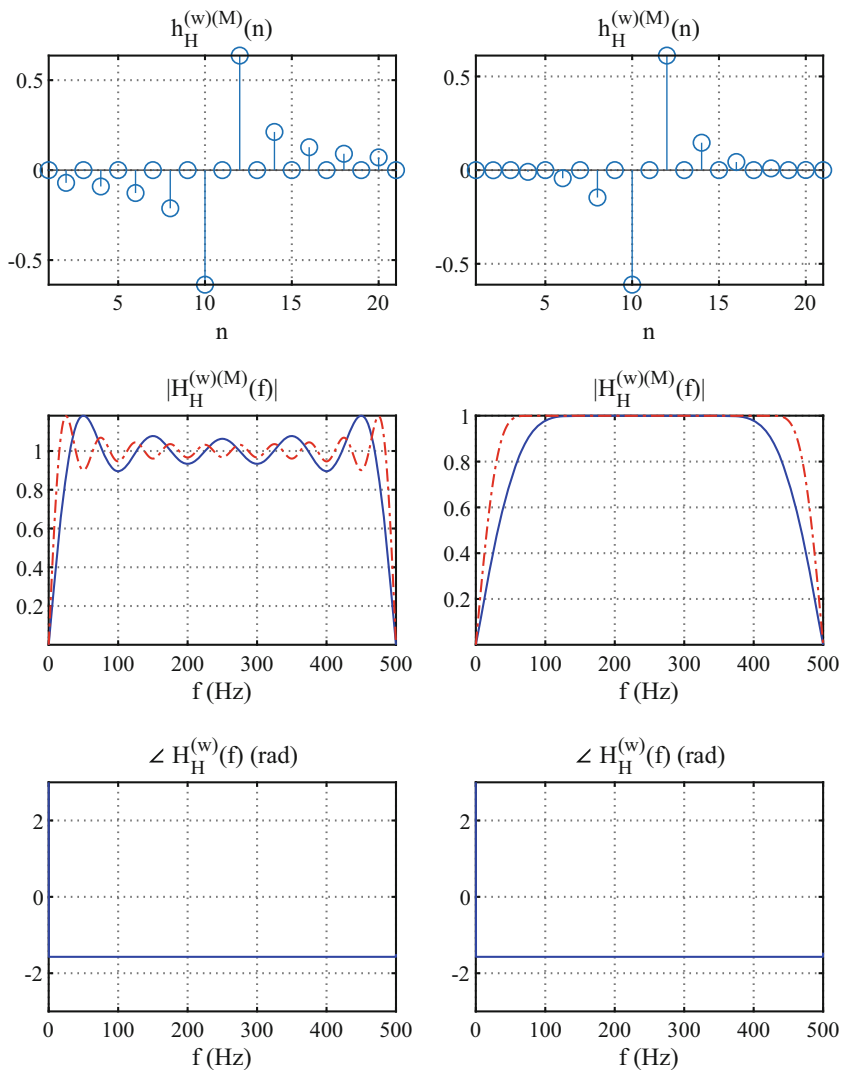 h_H^(w)(M)(n)
0.5
0
-0.5
5 10 15 20
n
h_H^(w)(M)(n)
0.5
0
-0.5
5 10 15 20
n
|H_H^(w)(M)(f)|
1
0.8
0.6
0.4
0.2
0 100 200 300 400 500
f (Hz)
|H_H^(w)(M)(f)|
1
0.8
0.6
0.4
0.2
0 100 200 300 400 500
f (Hz)
∠ H_H^(w)(f) (rad)
2
0
-2
0 100 200 300 400 500
f (Hz)
∠ H_H^(w)(f) (rad)
2
0
-2
0 100 200 300 400 500
f (Hz)